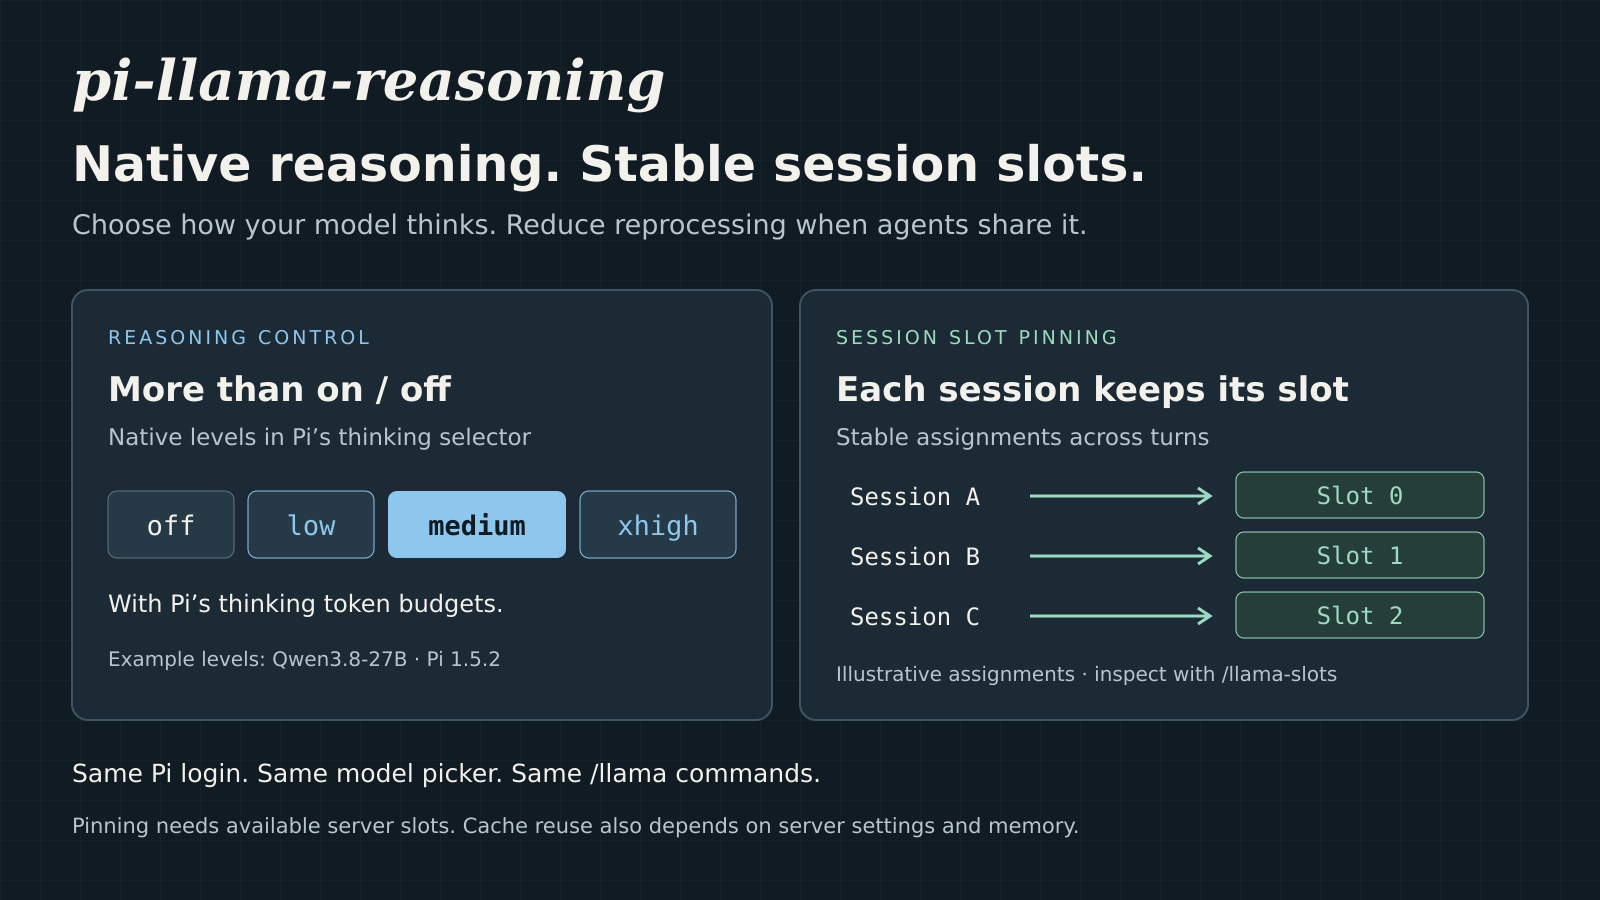 pi-llama-reasoning
Native reasoning. Stable session slots.
Choose how your model thinks. Reduce reprocessing when agents share it.
REASONING CONTROL
More than on / off
Native levels in Pi’s thinking selector
off
low
medium
xhigh
With Pi’s thinking token budgets.
Example levels: Qwen3.8-27B · Pi 1.5.2
SESSION SLOT PINNING
Each session keeps its slot
Stable assignments across turns
Session A
Slot 0
Session B
Slot 1
Session C
Slot 2
Illustrative assignments · inspect with /llama-slots
Same Pi login. Same model picker. Same /llama commands.
Pinning needs available server slots. Cache reuse also depends on server settings and memory.